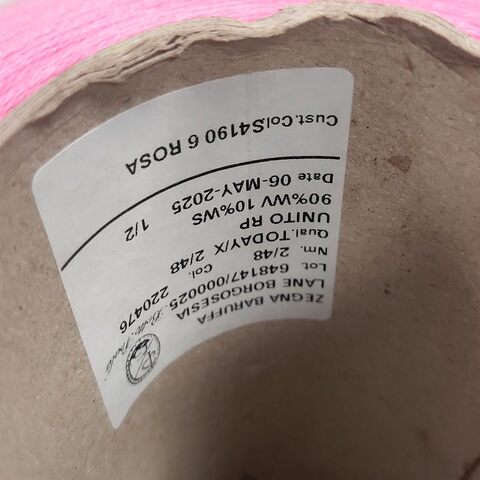 ZEGNA BARUFFA
LANE BORGOSESIA
Lot. 648147/0000025 Col. 220476
Nm. 2/48
Qual.TODAY/X 2/48
UNITO RP
90%WV 10%WS 1/2
Date 06-MAY-2025
Cust.Col.S4190 6 ROSA